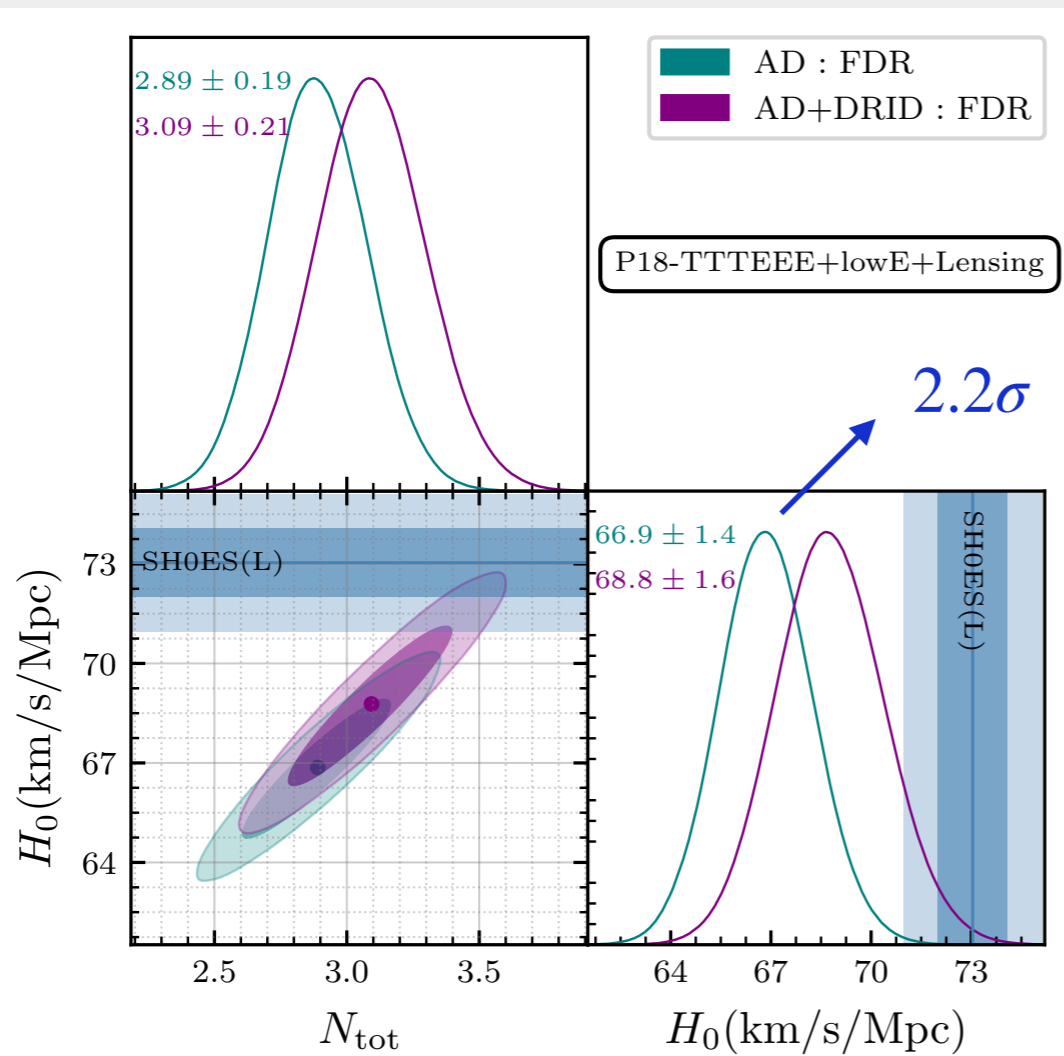 2.89 ± 0.19
3.09 ± 0.21
AD : FDR
AD+DRID : FDR
P18-TTTEEE+lowE+Lensing
2.2σ
SH0ES(L)
73
70
67
64
H₀(km/s/Mpc)
2.5 3.0 3.5
N_tot
66.9 ± 1.4
68.8 ± 1.6
SH0ES(L)
64 67 70 73
H₀(km/s/Mpc)